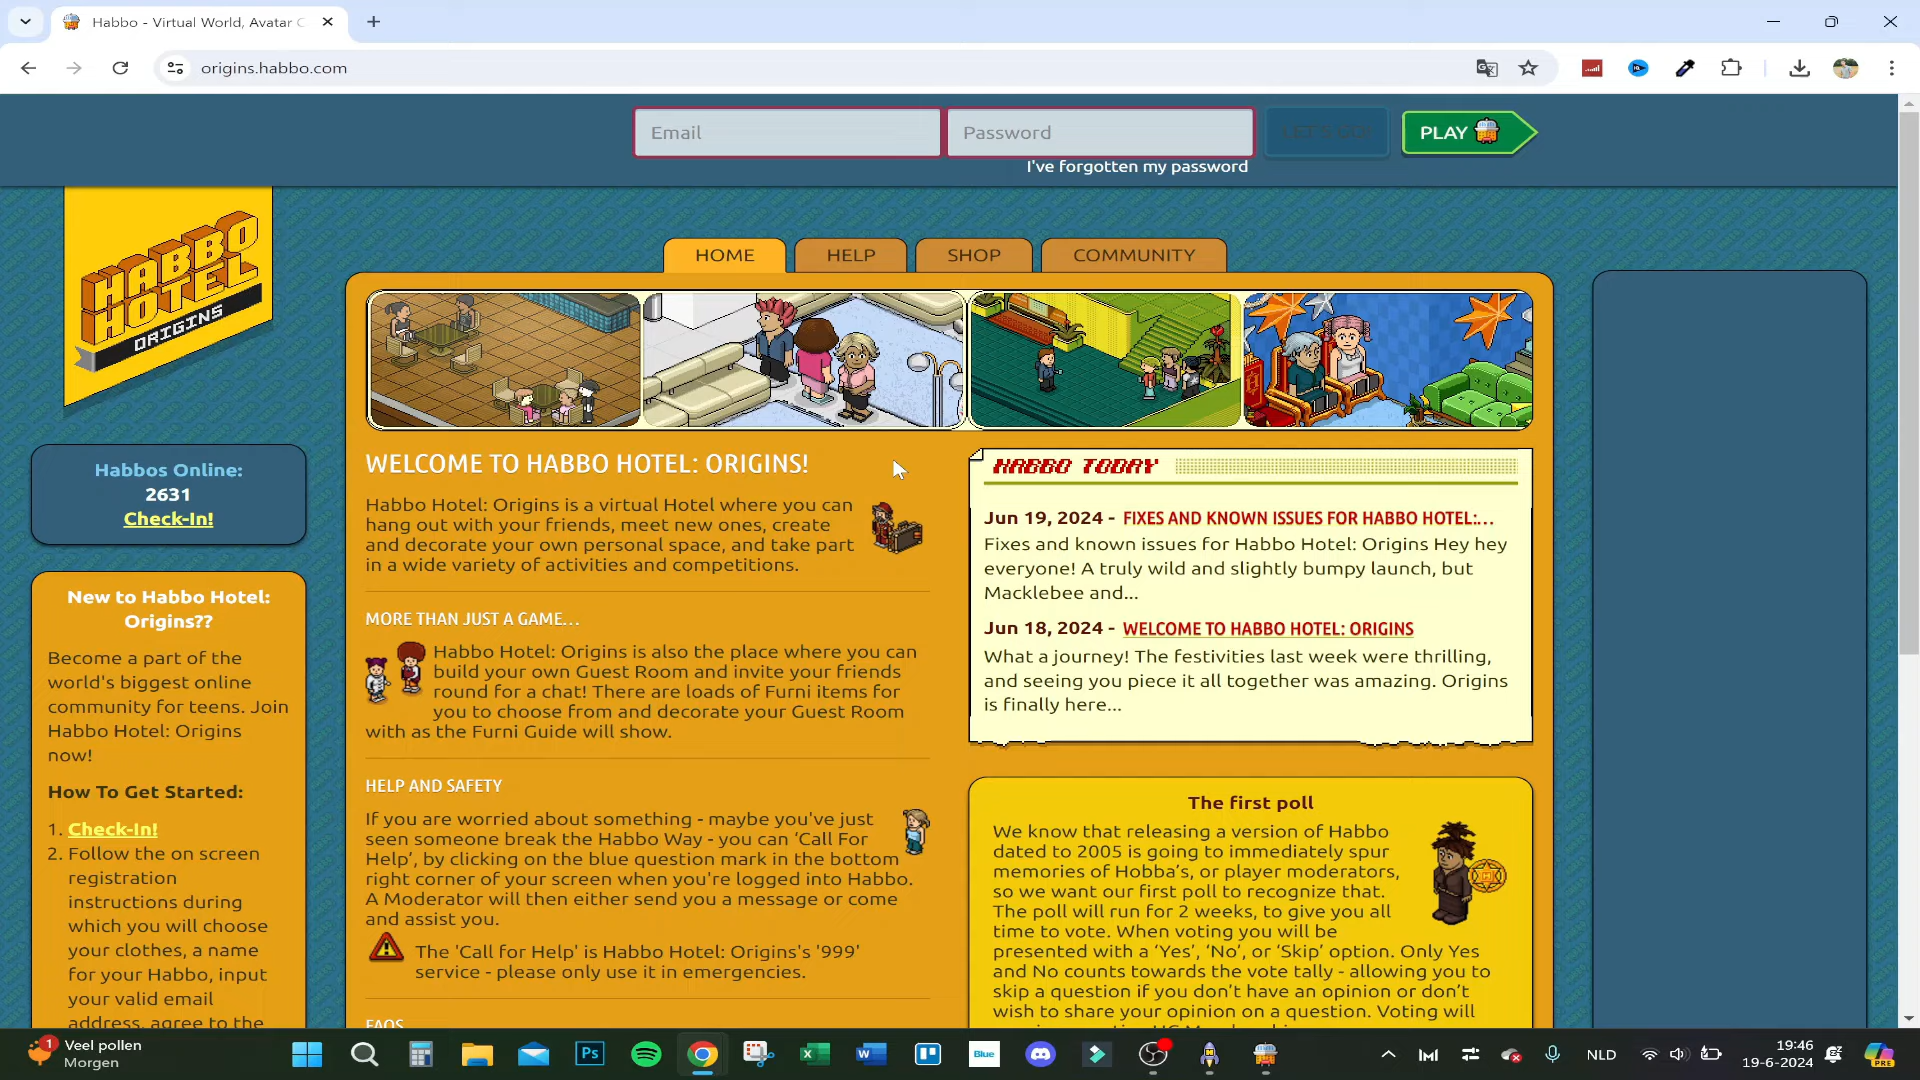 Habbo - Virtual World, Avatar C
origins.habbo.com
Email
Password
LET'S GO!
PLAY
I've forgotten my password
HABBO
HOTEL
ORIGINS
HOME
HELP
SHOP
COMMUNITY
Habbos Online:
2631
Check-In!
New to Habbo Hotel:
Origins??
Become a part of the
world's biggest online
community for teens. Join
Habbo Hotel: Origins
now!
How To Get Started:
1. Check-In!
2. Follow the on screen
registration
instructions during
which you will choose
your clothes, a name
for your Habbo, input
your valid email
address, agree to the
WELCOME TO HABBO HOTEL: ORIGINS!
Habbo Hotel: Origins is a virtual Hotel where you can
hang out with your friends, meet new ones, create
and decorate your own personal space, and take part
in a wide variety of activities and competitions.
MORE THAN JUST A GAME...
Habbo Hotel: Origins is also the place where you can
build your own Guest Room and invite your friends
round for a chat! There are loads of Furni items for
you to choose from and decorate your Guest Room
with as the Furni Guide will show.
HELP AND SAFETY
If you are worried about something - maybe you've just
seen someone break the Habbo Way - you can ‘Call For
Help’, by clicking on the blue question mark in the bottom
right corner of your screen when you're logged into Habbo.
A Moderator will then either send you a message or come
and assist you.
The 'Call for Help' is Habbo Hotel: Origins's '999'
service - please only use it in emergencies.
FAQS
HABBO TODAY
Jun 19, 2024 - FIXES AND KNOWN ISSUES FOR HABBO HOTEL:...
Fixes and known issues for Habbo Hotel: Origins Hey hey
everyone! A truly wild and slightly bumpy launch, but
Macklebee and...
Jun 18, 2024 - WELCOME TO HABBO HOTEL: ORIGINS
What a journey! The festivities last week were thrilling,
and seeing you piece it all together was amazing. Origins
is finally here...
The first poll
We know that releasing a version of Habbo
dated to 2005 is going to immediately spur
memories of Hobba’s, or player moderators,
so we want our first poll to recognize that.
The poll will run for 2 weeks, to give you all
time to vote. When voting you will be
presented with a ‘Yes’, ‘No’, or ‘Skip’ option. Only Yes
and No counts towards the vote tally - allowing you to
skip a question if you don’t have an opinion or don’t
wish to share your opinion on a question. Voting will
1
Veel pollen
Morgen
Ps
Blue
NLD
19:46
19-6-2024
PRE